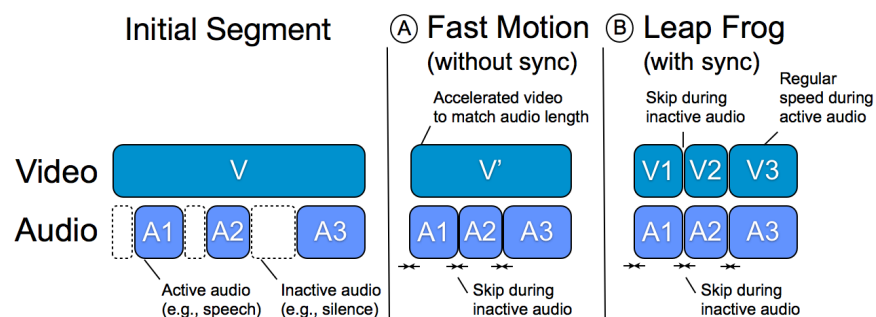 Initial Segment
A Fast Motion
(without sync)
B Leap Frog
(with sync)
Accelerated video
to match audio length
Skip during
inactive audio
Regular
speed during
active audio
Video
V
V'
V1 V2 V3
Audio
A1 A2 A3
A1 A2 A3
A1 A2 A3
Active audio
(e.g., speech)
Inactive audio
(e.g., silence)
Skip during
inactive audio
Skip during
inactive audio